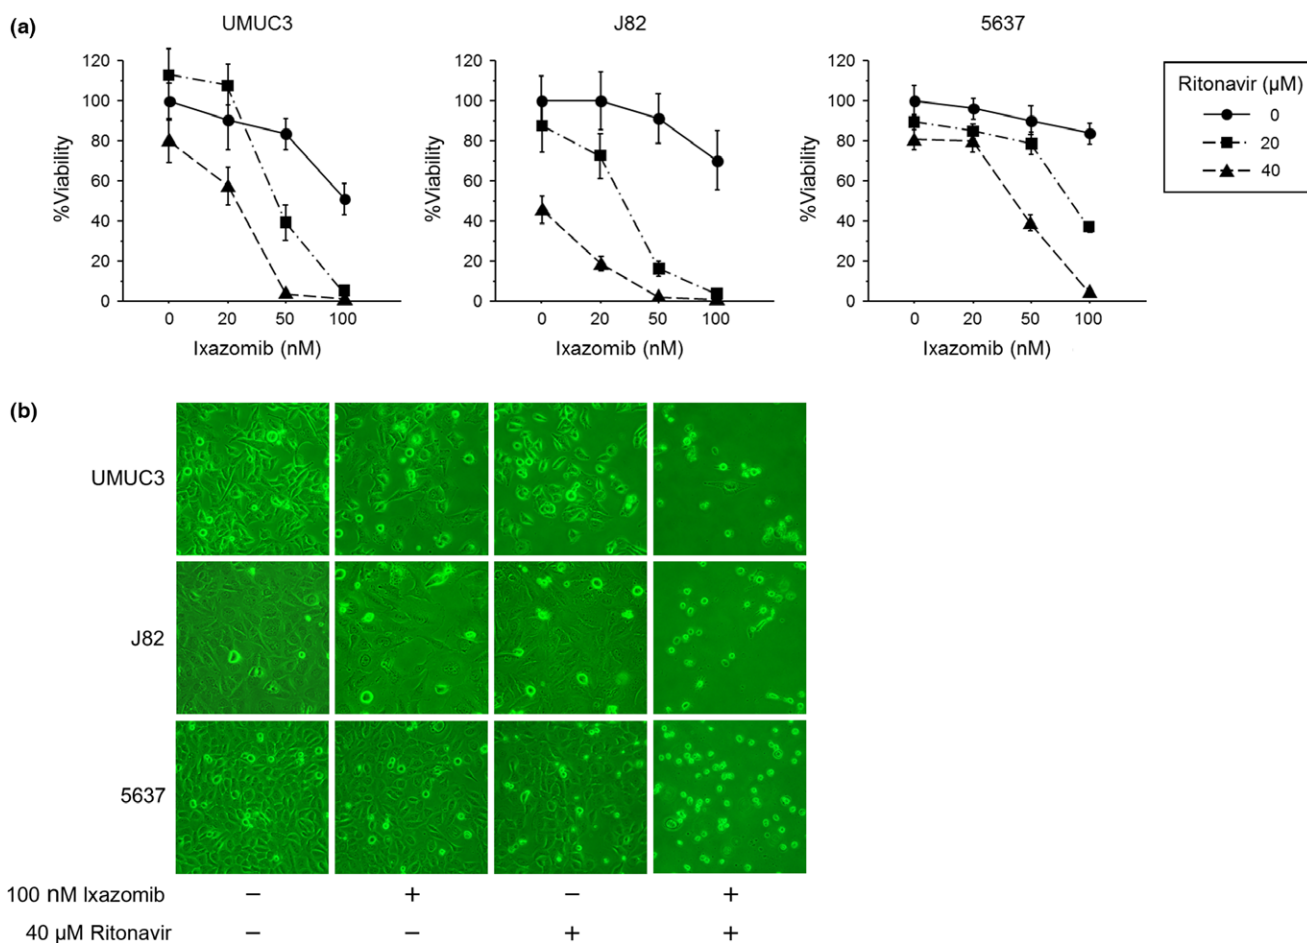 (a)
UMUC3
J82
5637
%Viability
120
100
80
60
40
20
0
0 20 50 100
Ixazomib (nM)
%Viability
120
100
80
60
40
20
0
0 20 50 100
Ixazomib (nM)
%Viability
120
100
80
60
40
20
0
0 20 50 100
Ixazomib (nM)
Ritonavir (µM)
0
20
40
(b)
UMUC3
J82
5637
100 nM Ixazomib − + − +
40 µM Ritonavir − − + +